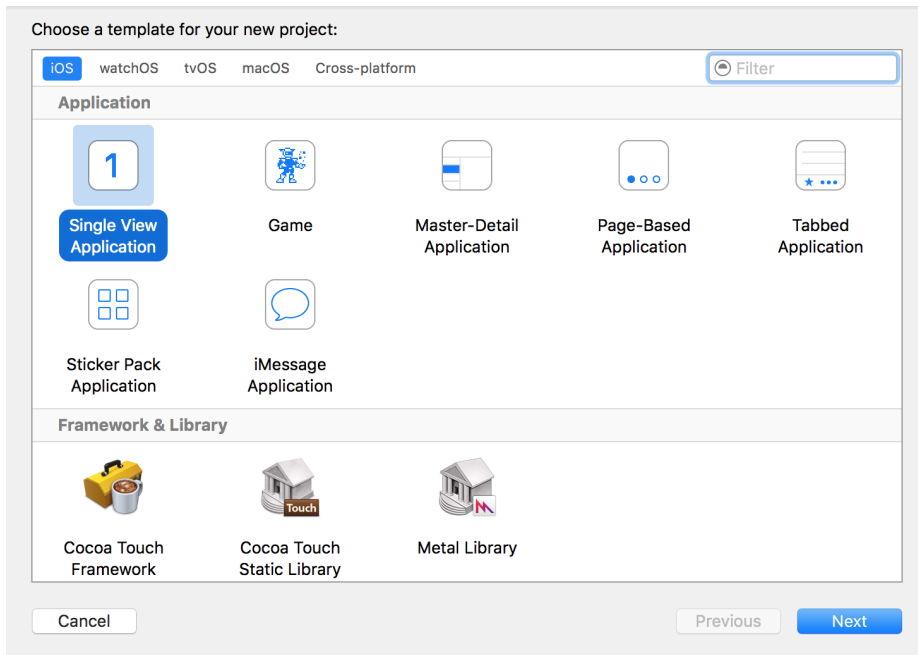 Choose a template for your new project:
iOS watchOS tvOS macOS Cross-platform Filter
Application
1
Single View Application
Game
Master-Detail Application
Page-Based Application
Tabbed Application
Sticker Pack Application
iMessage Application
Framework & Library
Cocoa Touch Framework
Touch
Cocoa Touch Static Library
Metal Library
Cancel Previous Next